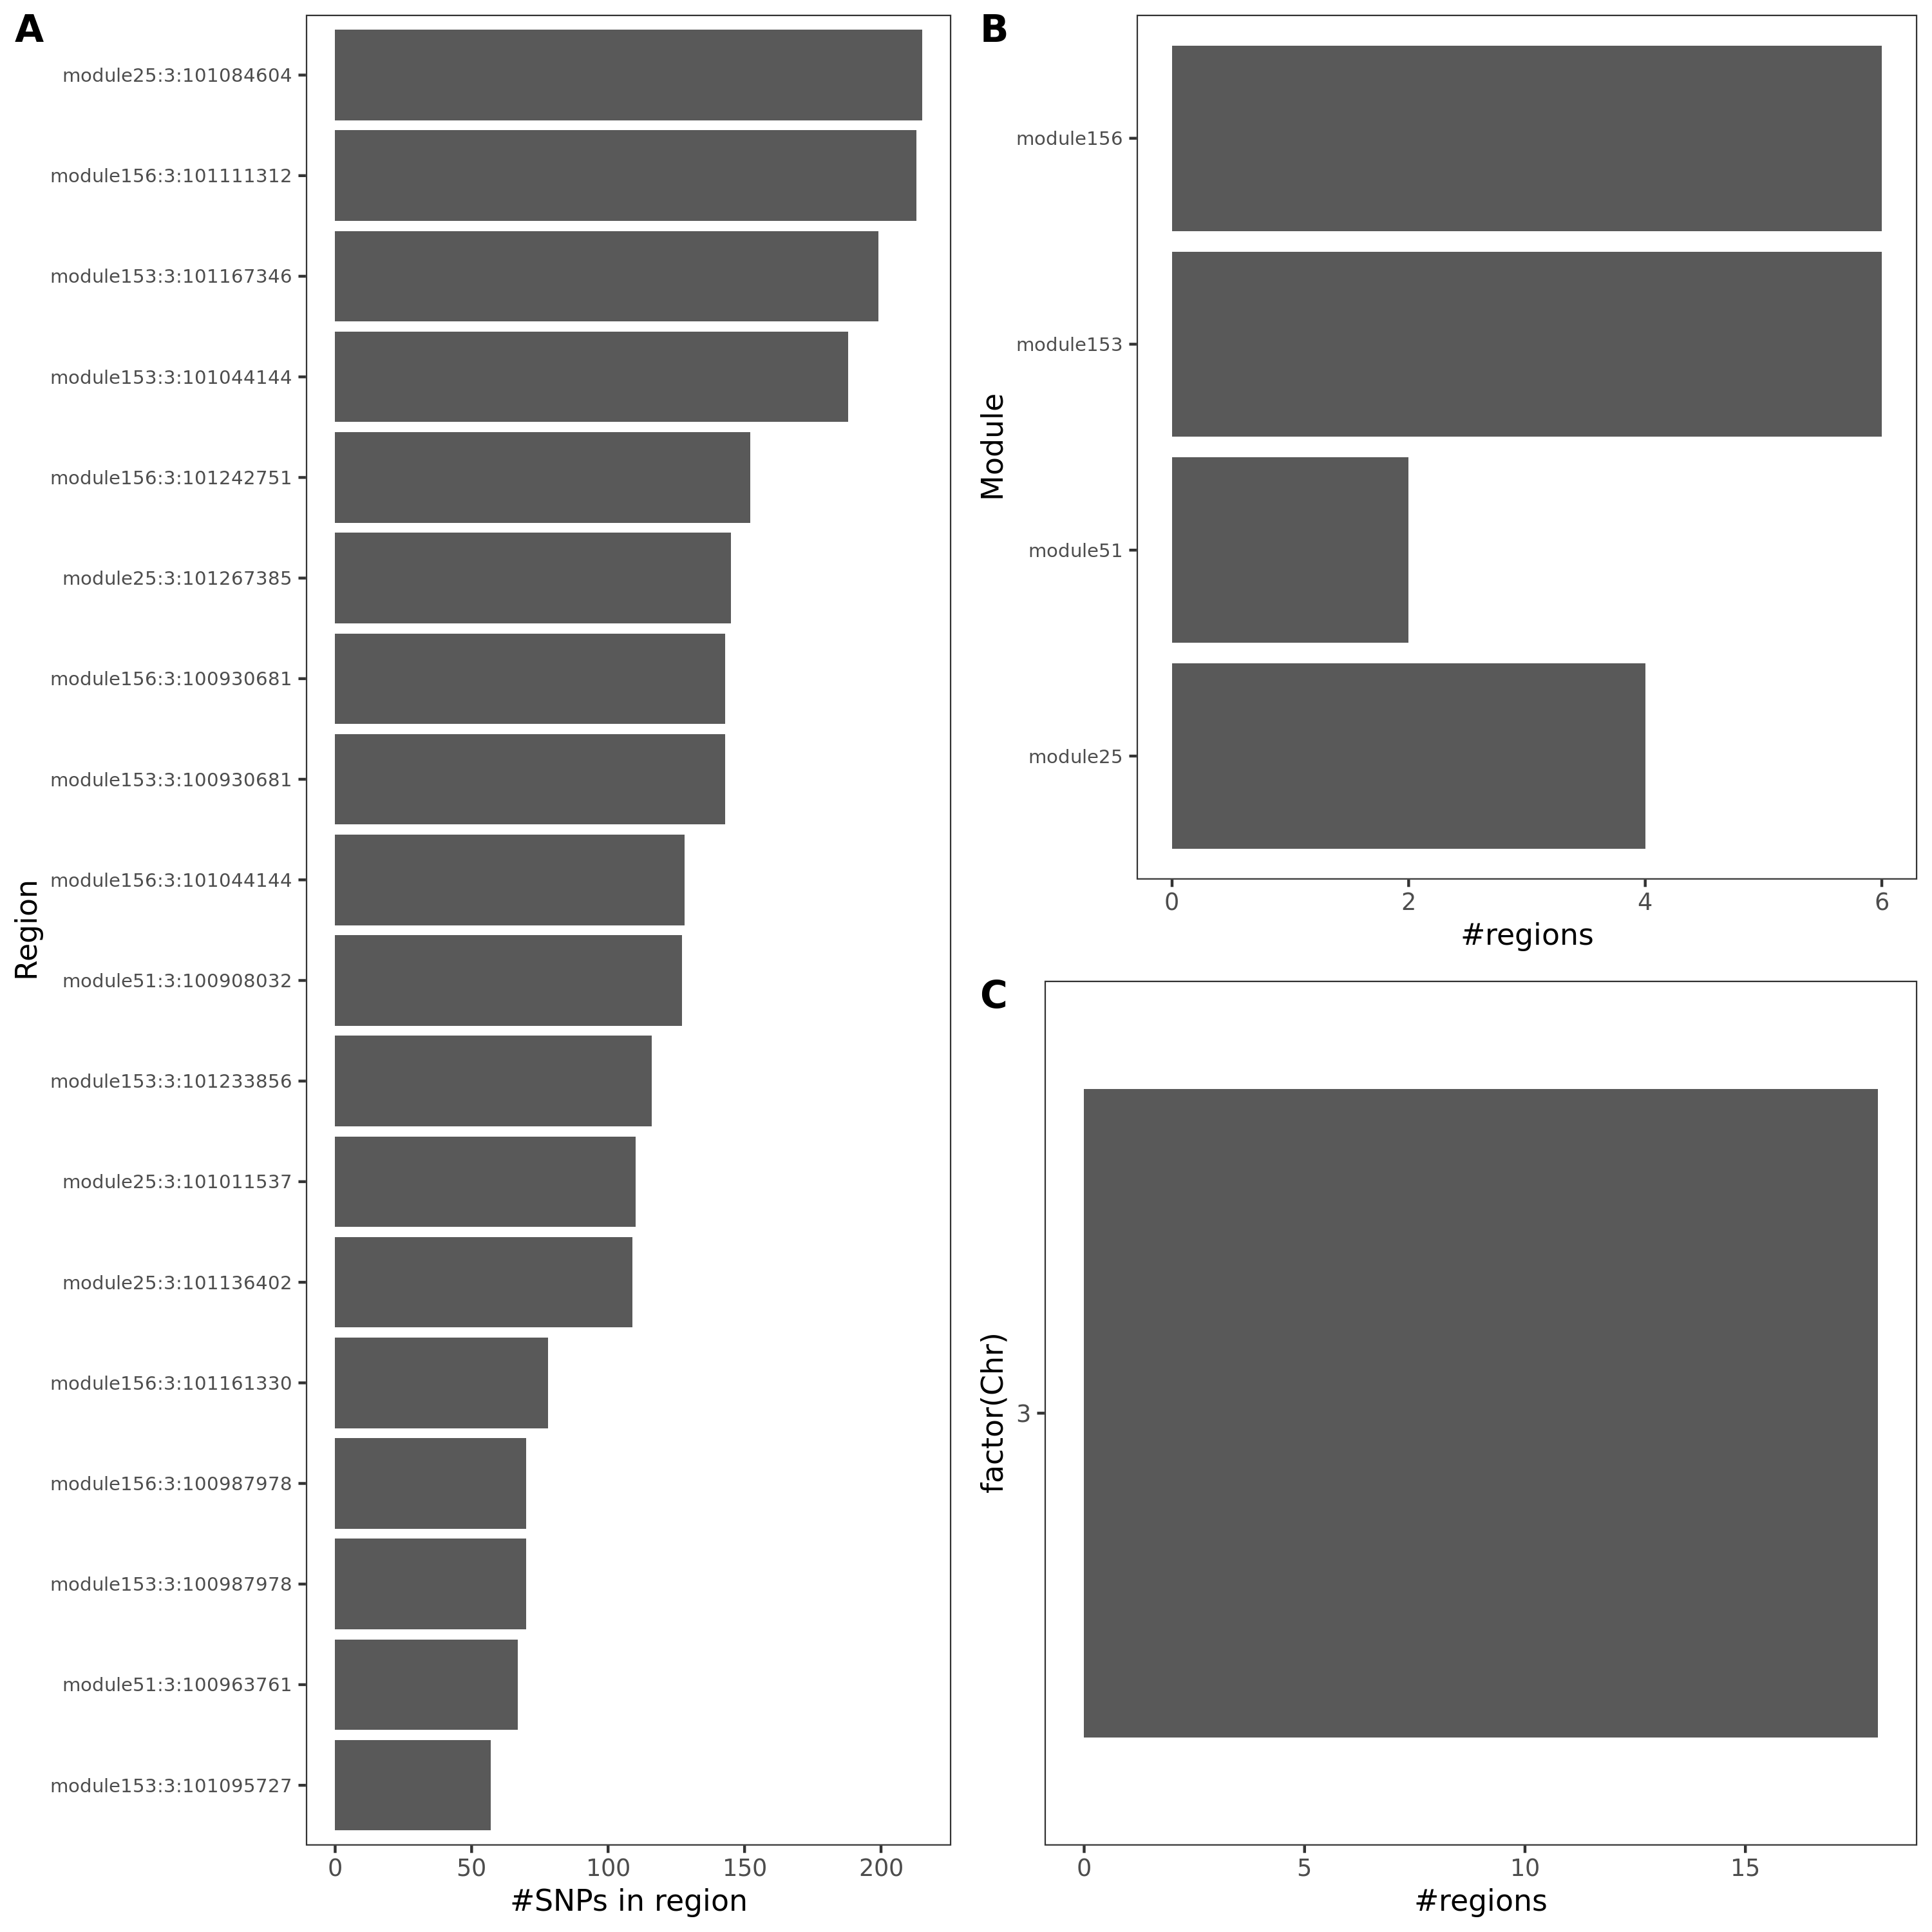 A
Region
module25:3:101084604
module156:3:101111312
module153:3:101167346
module153:3:101044144
module156:3:101242751
module25:3:101267385
module156:3:100930681
module153:3:100930681
module156:3:101044144
module51:3:100908032
module153:3:101233856
module25:3:101011537
module25:3:101136402
module156:3:101161330
module156:3:100987978
module153:3:100987978
module51:3:100963761
module153:3:101095727
0 50 100 150 200
#SNPs in region
B
Module
module156
module153
module51
module25
0 2 4 6
#regions
C
factor(Chr)
3
0 5 10 15
#regions